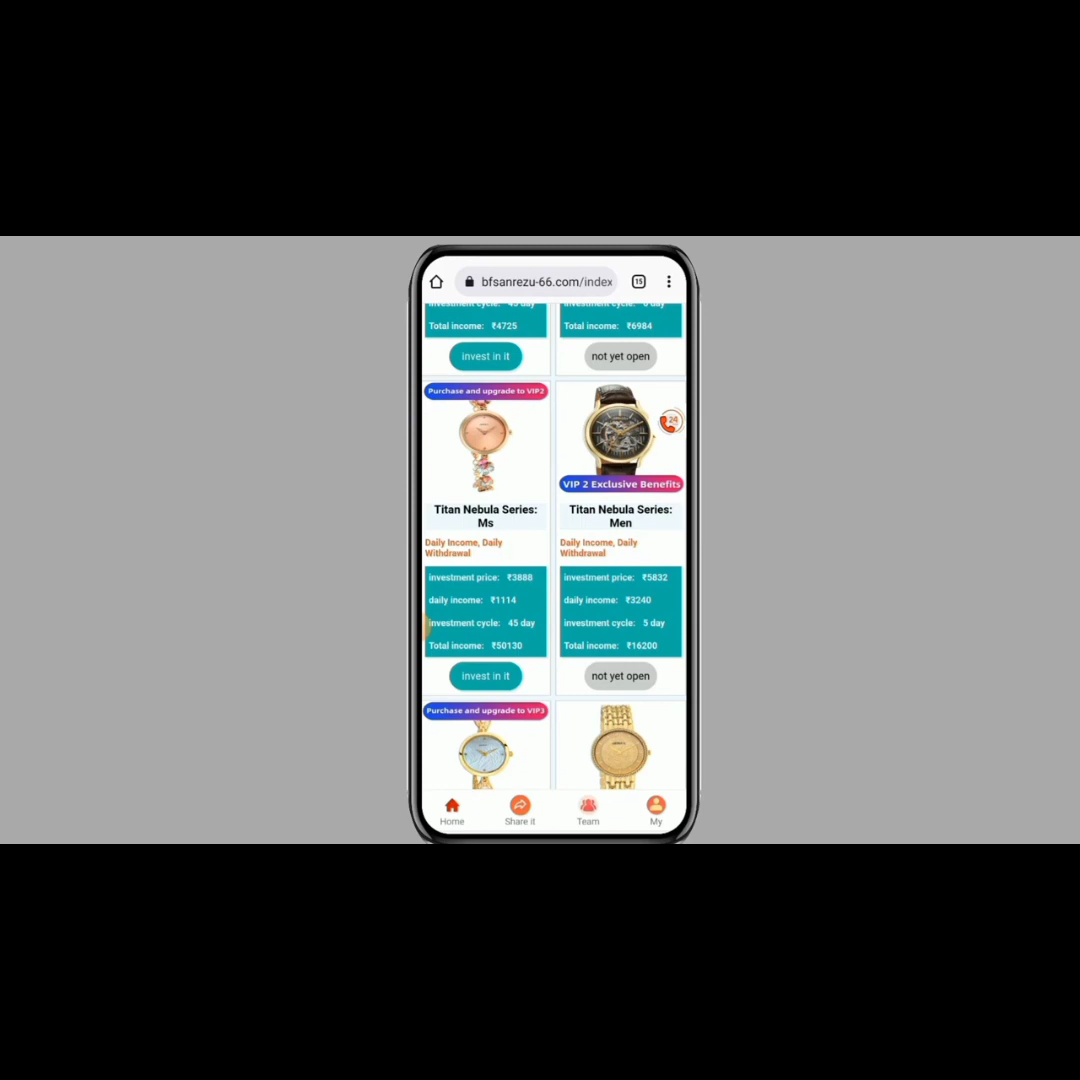 bfsanrezu-66.com/index
15
Total income: ₹4725
Total income: ₹6984
invest in it
not yet open
Purchase and upgrade to VIP2
24
VIP 2 Exclusive Benefits
Titan Nebula Series:
Ms
Titan Nebula Series:
Men
Daily Income, Daily
Withdrawal
Daily Income, Daily
Withdrawal
investment price: ₹3888
daily income: ₹1114
investment cycle: 45 day
Total income: ₹50130
investment price: ₹5832
daily income: ₹3240
investment cycle: 5 day
Total income: ₹16200
invest in it
not yet open
Purchase and upgrade to VIP3
Home
Share it
Team
My